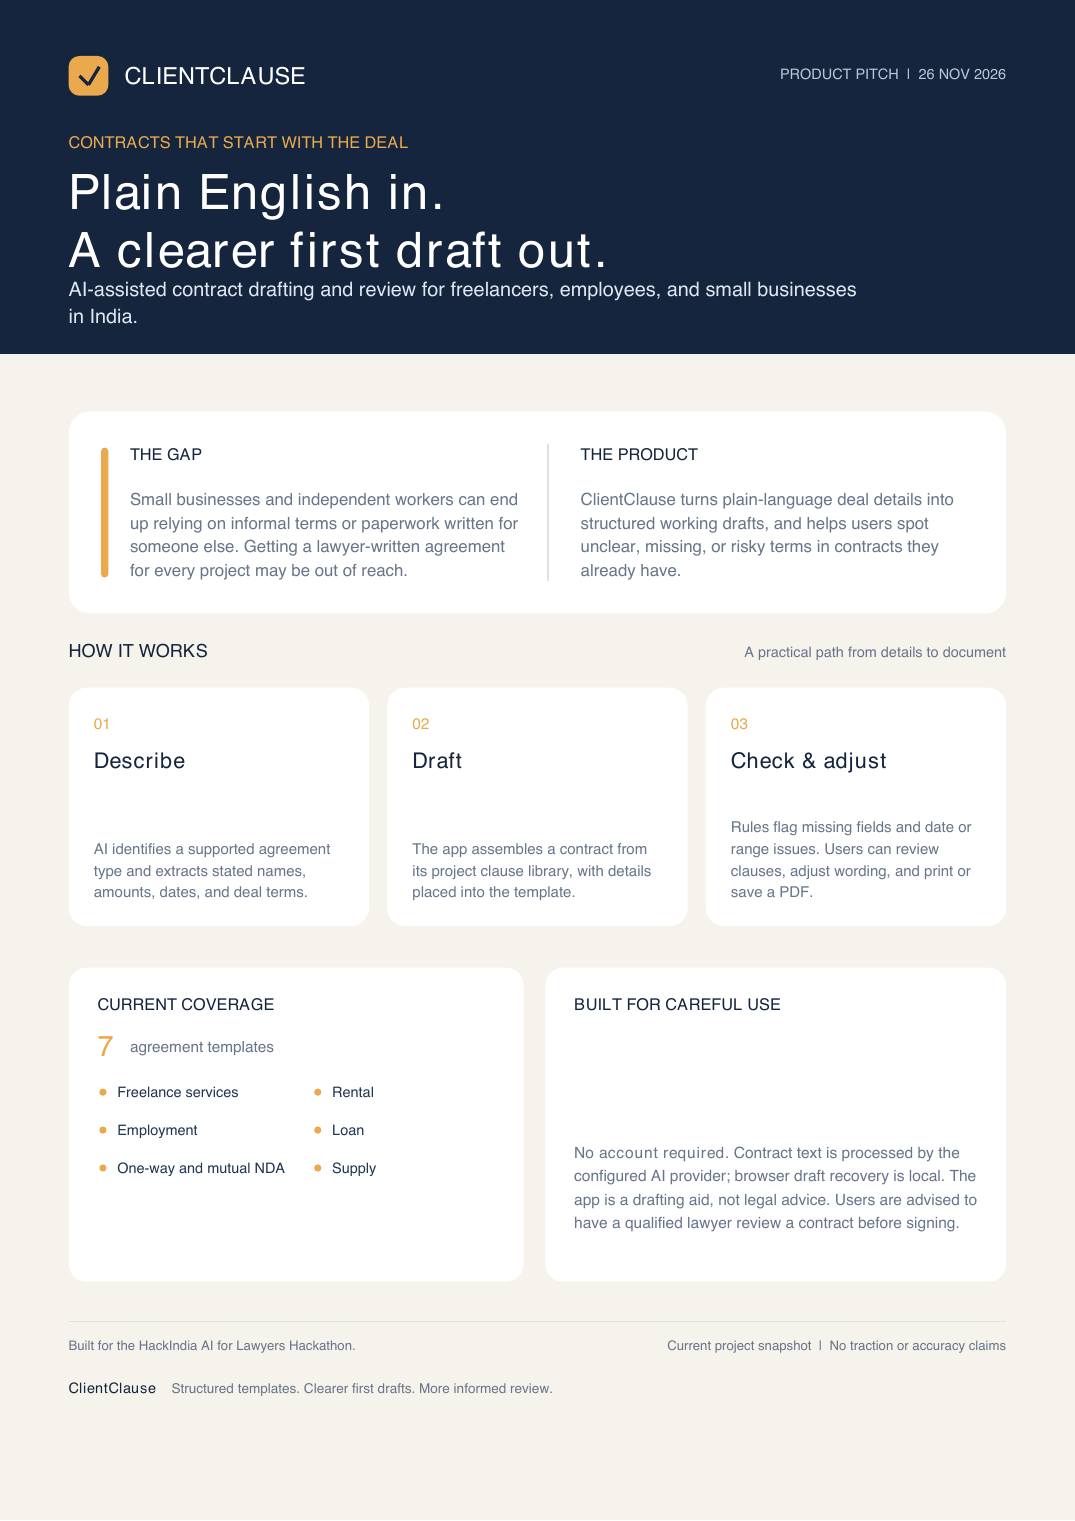 CLIENTCLAUSE
PRODUCT PITCH | 26 NOV 2026
CONTRACTS THAT START WITH THE DEAL
Plain English in.
A clearer first draft out.
AI-assisted contract drafting and review for freelancers, employees, and small businesses
in India.
THE GAP
Small businesses and independent workers can end
up relying on informal terms or paperwork written for
someone else. Getting a lawyer-written agreement
for every project may be out of reach.
THE PRODUCT
ClientClause turns plain-language deal details into
structured working drafts, and helps users spot
unclear, missing, or risky terms in contracts they
already have.
HOW IT WORKS
A practical path from details to document
01
Describe
AI identifies a supported agreement
type and extracts stated names,
amounts, dates, and deal terms.
02
Draft
The app assembles a contract from
its project clause library, with details
placed into the template.
03
Check & adjust
Rules flag missing fields and date or
range issues. Users can review
clauses, adjust wording, and print or
save a PDF.
CURRENT COVERAGE
7 agreement templates
Freelance services
Employment
One-way and mutual NDA
Rental
Loan
Supply
BUILT FOR CAREFUL USE
No account required. Contract text is processed by the
configured AI provider; browser draft recovery is local. The
app is a drafting aid, not legal advice. Users are advised to
have a qualified lawyer review a contract before signing.
Built for the HackIndia AI for Lawyers Hackathon.
Current project snapshot | No traction or accuracy claims
ClientClause Structured templates. Clearer first drafts. More informed review.